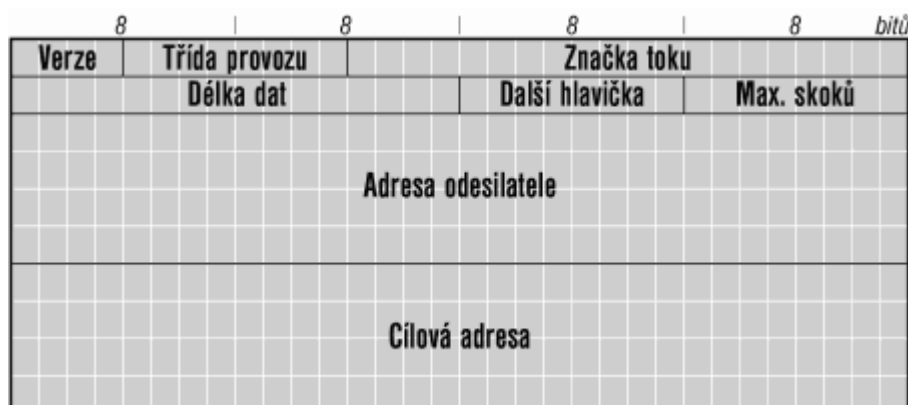 8 8 8 8 bitů
Verze Třída provozu Značka toku
Délka dat Další hlavička Max. skoků
Adresa odesilatele
Cílová adresa